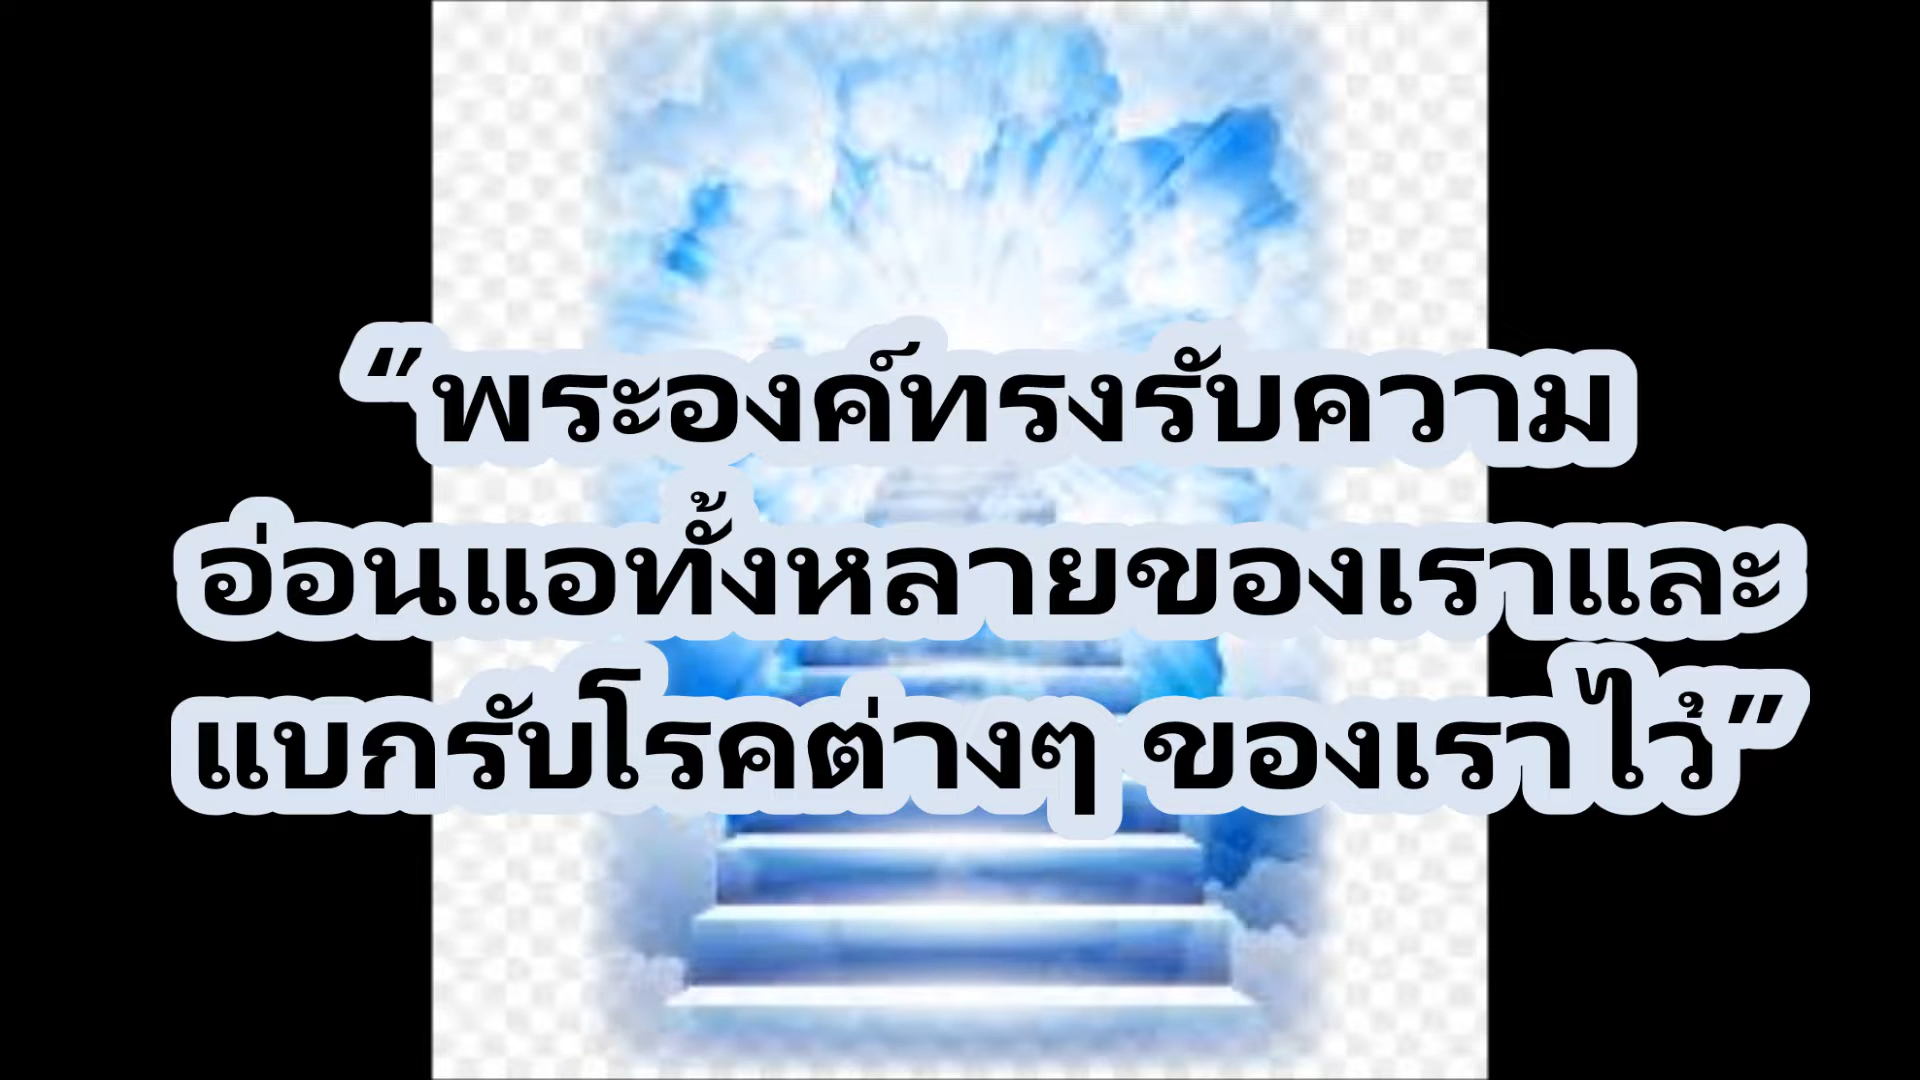 “พระองค์ทรงรับความ
อ่อนแอทั้งหลายของเราและ
แบกรับโรคต่างๆ ของเราไว้”